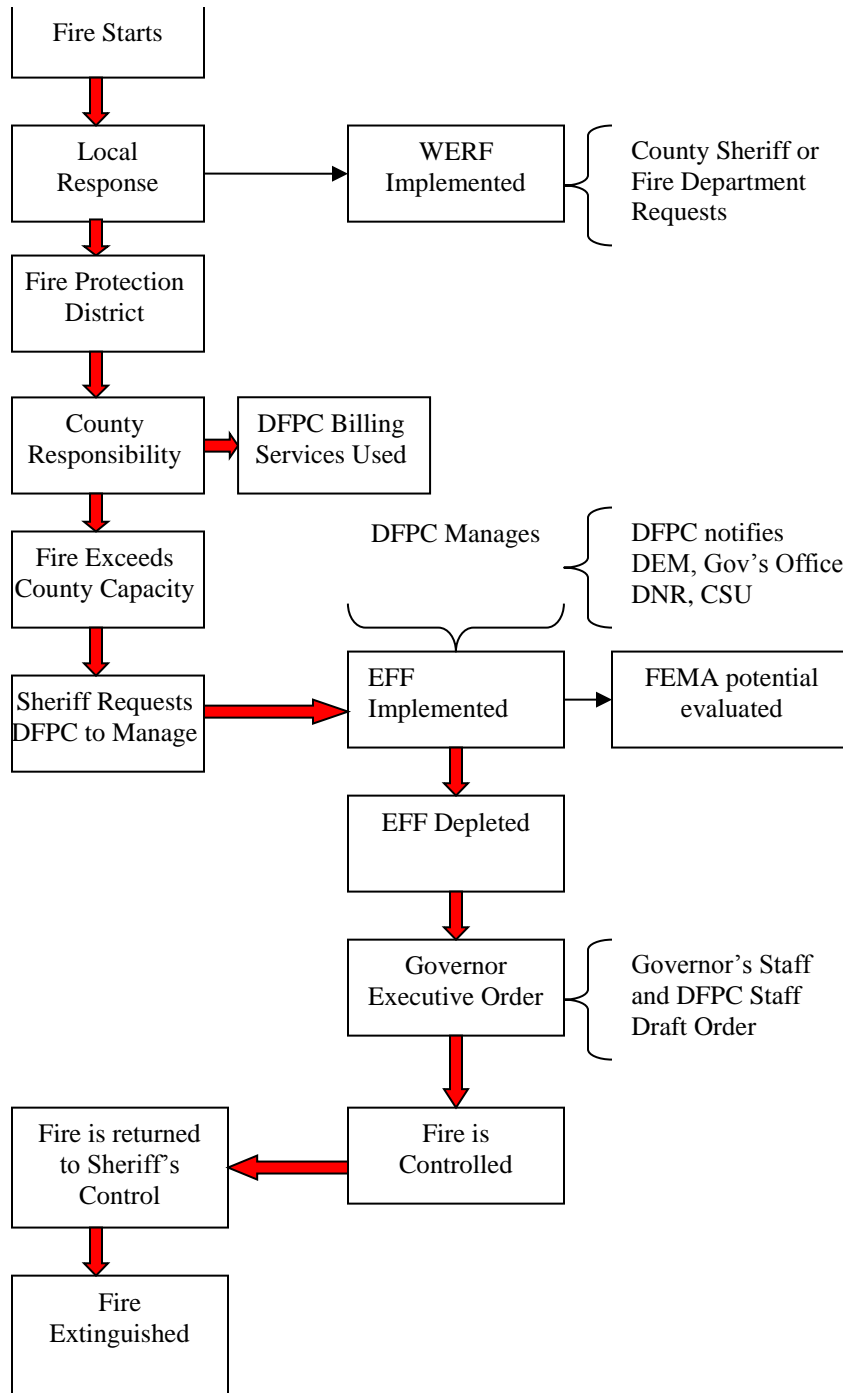 Fire Starts
Local
Response
WERF
Implemented
County Sheriff or
Fire Department
Requests
Fire Protection
District
County
Responsibility
DFPC Billing
Services Used
Fire Exceeds
County Capacity
DFPC Manages
DFPC notifies
DEM, Gov’s Office
DNR, CSU
Sheriff Requests
DFPC to Manage
EFF
Implemented
FEMA potential
evaluated
EFF Depleted
Governor
Executive Order
Governor’s Staff
and DFPC Staff
Draft Order
Fire is
Controlled
Fire is returned
to Sheriff’s
Control
Fire
Extinguished